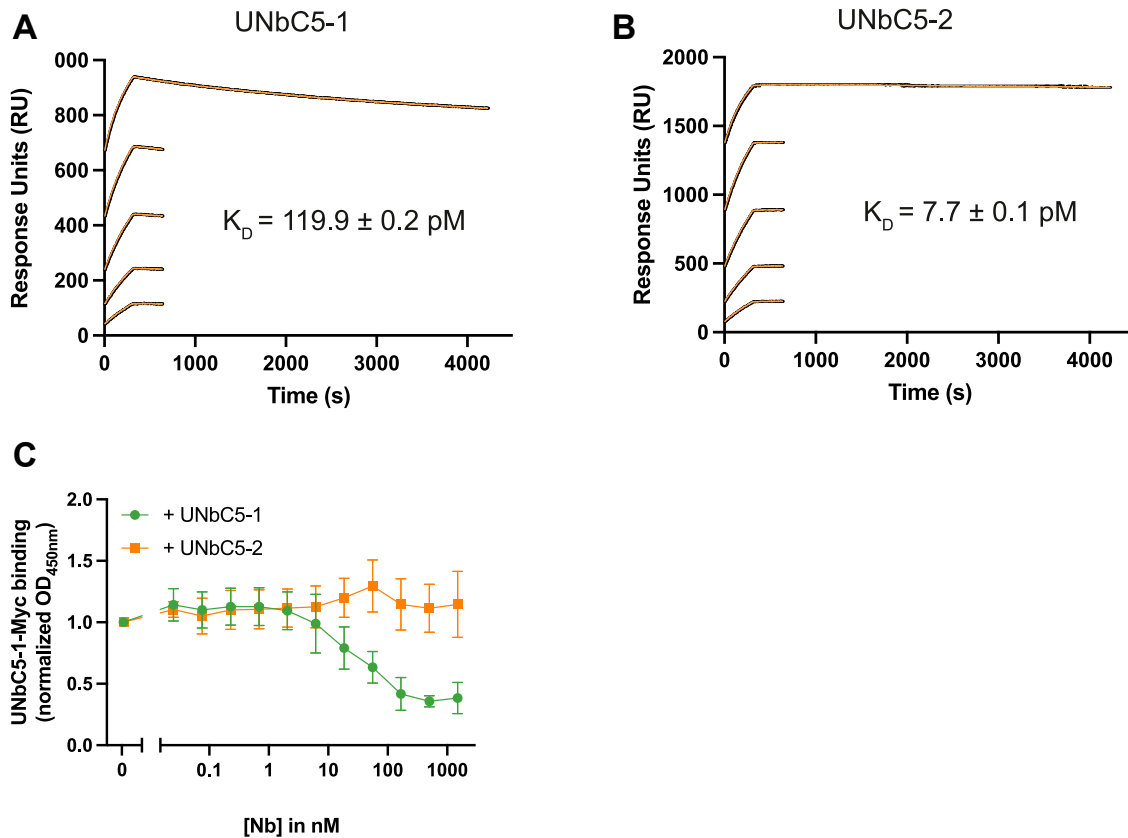 A
UNbC5-1
000
800
600
400
200
0
Response Units (RU)
K_D = 119.9 ± 0.2 pM
0 1000 2000 3000 4000
Time (s)
B
UNbC5-2
2000
1500
1000
500
0
Response Units (RU)
K_D = 7.7 ± 0.1 pM
0 1000 2000 3000 4000
Time (s)
C
UNbC5-1-Myc binding
(normalized OD450nm)
2.0
1.5
1.0
0.5
0.0
+ UNbC5-1
+ UNbC5-2
0 0.1 1 10 100 1000
[Nb] in nM